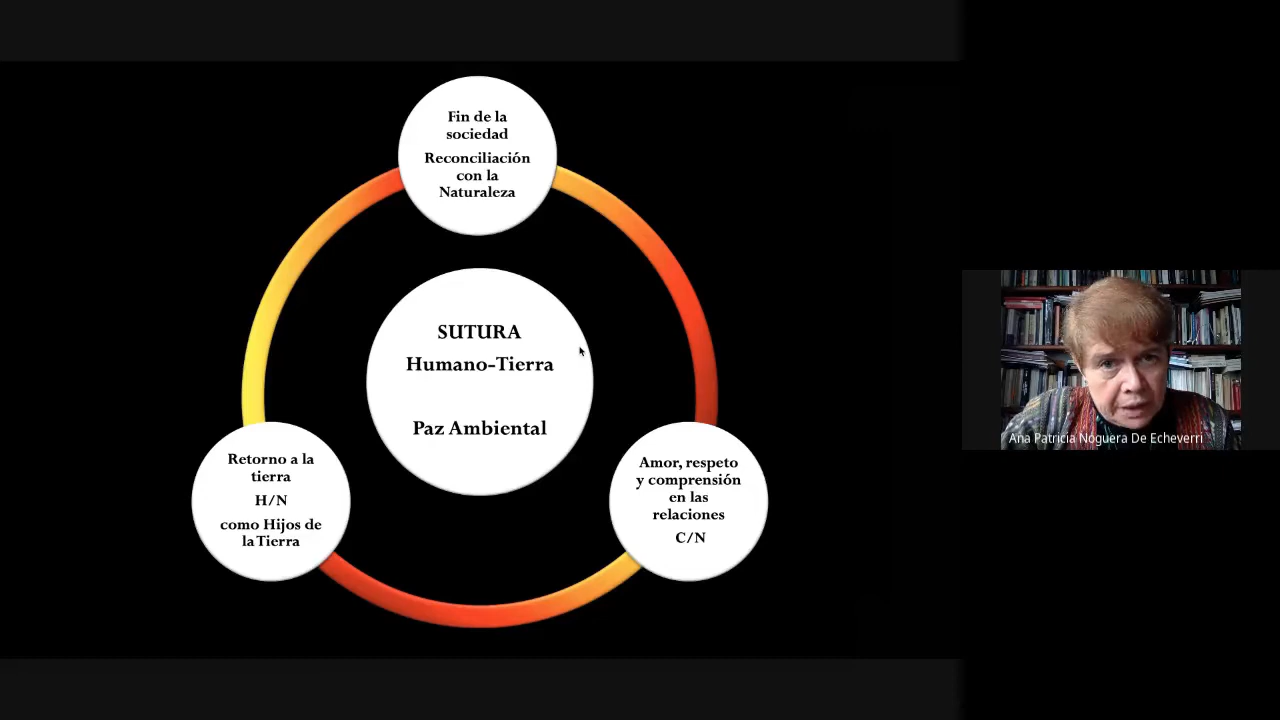 Fin de la
sociedad
Reconciliación
con la
Naturaleza
SUTURA
Humano-Tierra
Paz Ambiental
Retorno a la
tierra
H/N
como Hijos de
la Tierra
Amor, respeto
y comprensión
en las
relaciones
C/N
Ana Patricia Noguera De Echeverri